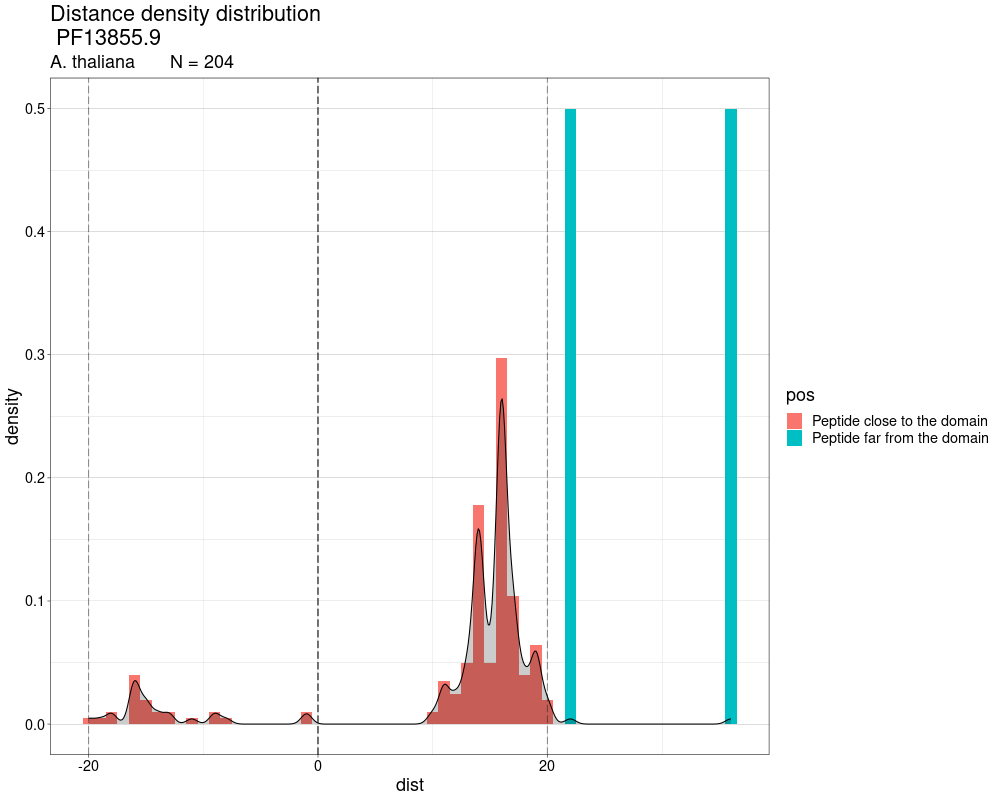 Distance density distribution
PF13855.9
A. thaliana N = 204
0.5
0.4
0.3
0.2
0.1
0.0
density
-20 0 20
dist
pos
Peptide close to the domain
Peptide far from the domain